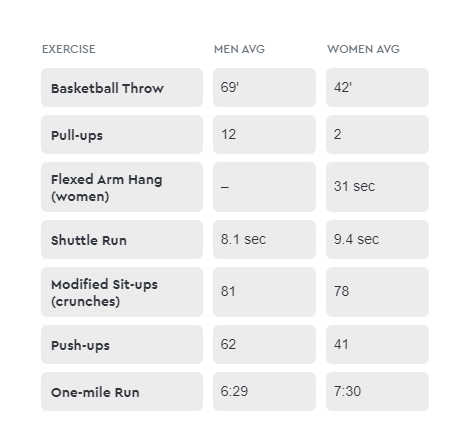 EXERCISE MEN AVG WOMEN AVG
Basketball Throw 69' 42'
Pull-ups 12 2
Flexed Arm Hang
(women) – 31 sec
Shuttle Run 8.1 sec 9.4 sec
Modified Sit-ups
(crunches) 81 78
Push-ups 62 41
One-mile Run 6:29 7:30